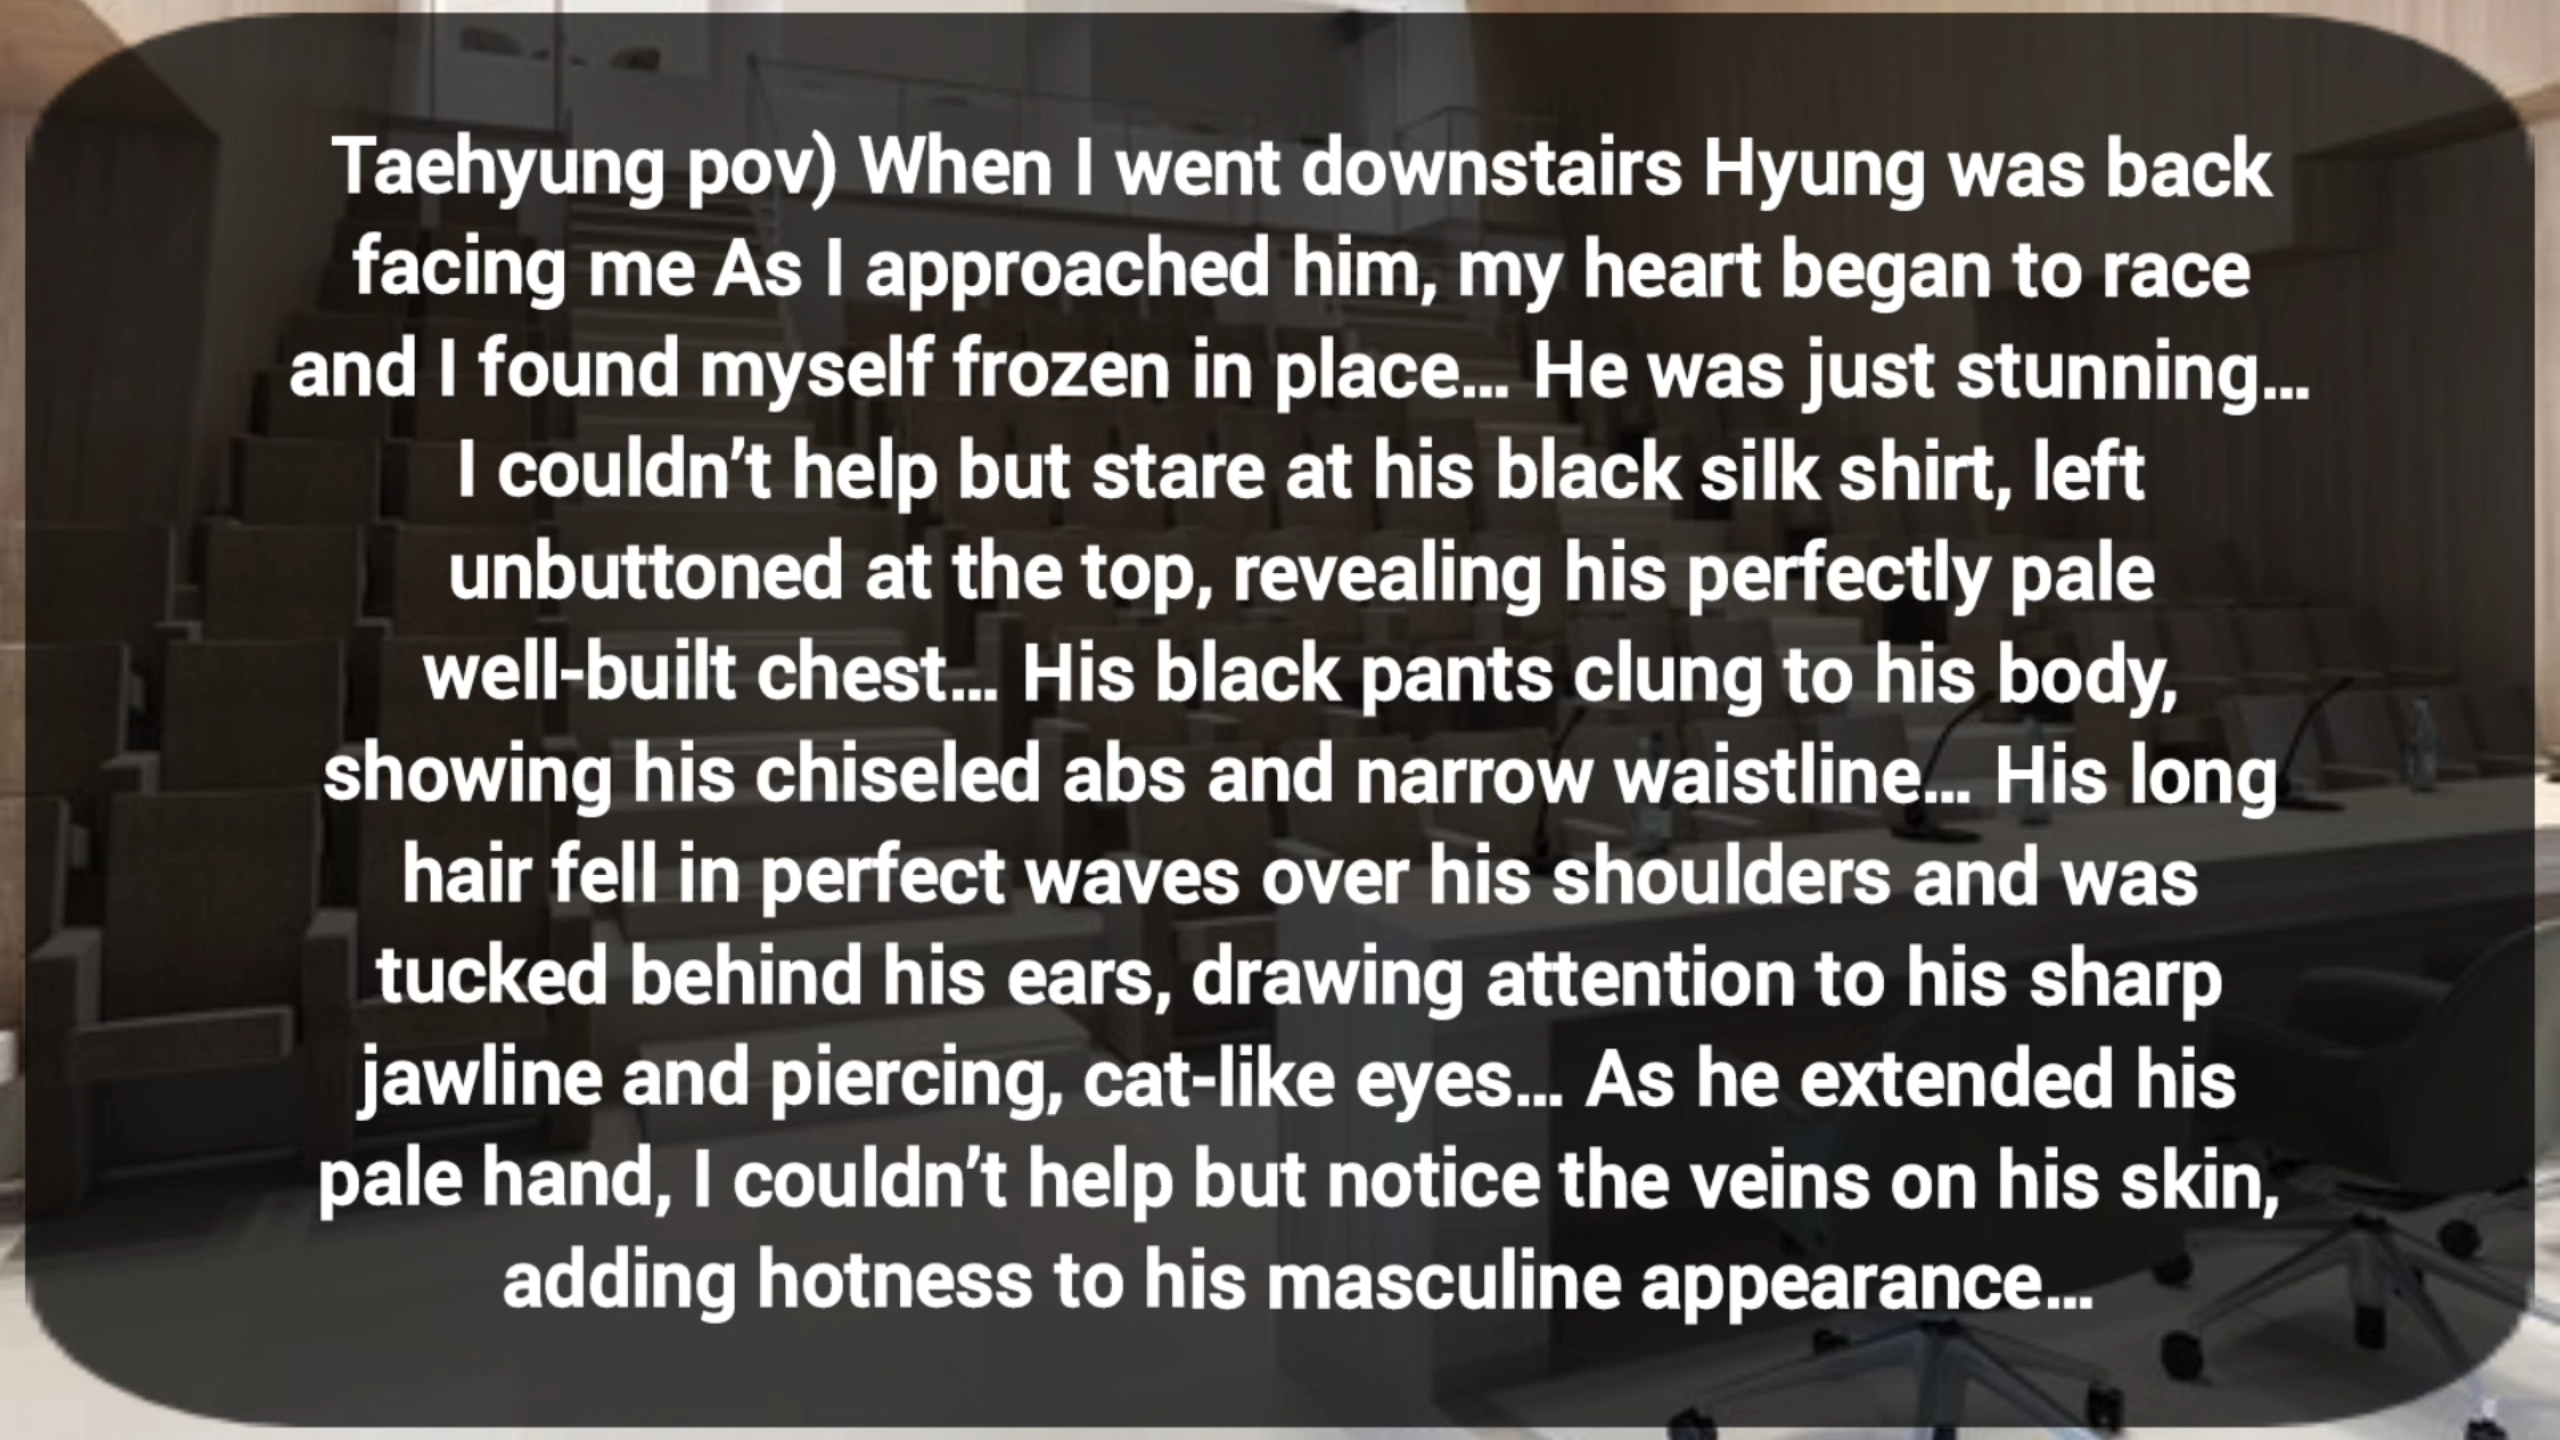 Taehyung pov) When I went downstairs Hyung was back
facing me As I approached him, my heart began to race
and I found myself frozen in place... He was just stunning...
I couldn’t help but stare at his black silk shirt, left
unbuttoned at the top, revealing his perfectly pale
well-built chest... His black pants clung to his body,
showing his chiseled abs and narrow waistline... His long
hair fell in perfect waves over his shoulders and was
tucked behind his ears, drawing attention to his sharp
jawline and piercing, cat-like eyes... As he extended his
pale hand, I couldn’t help but notice the veins on his skin,
adding hotness to his masculine appearance...